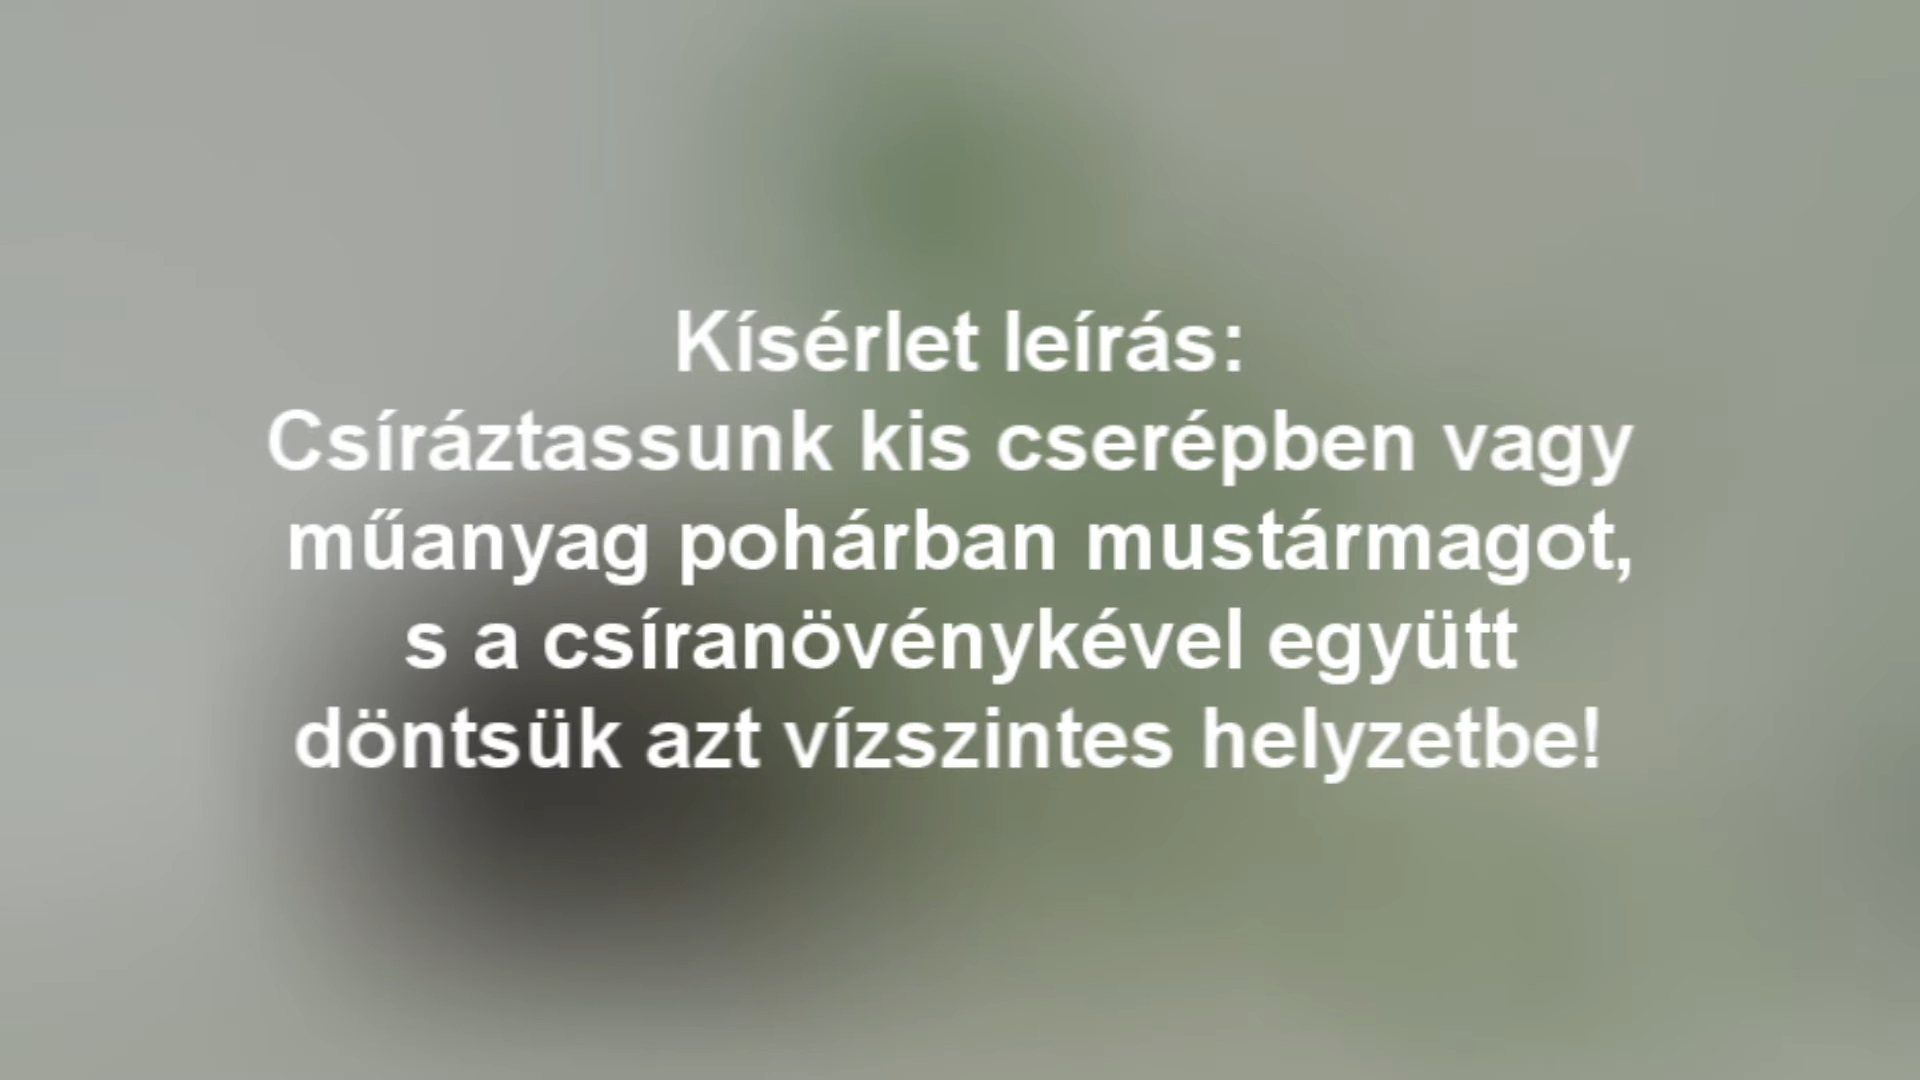 Kísérlet leírás:
Csíráztassunk kis cserépben vagy
műanyag pohárban mustármagot,
s a csíranövénykével együtt
döntsük azt vízszintes helyzetbe!